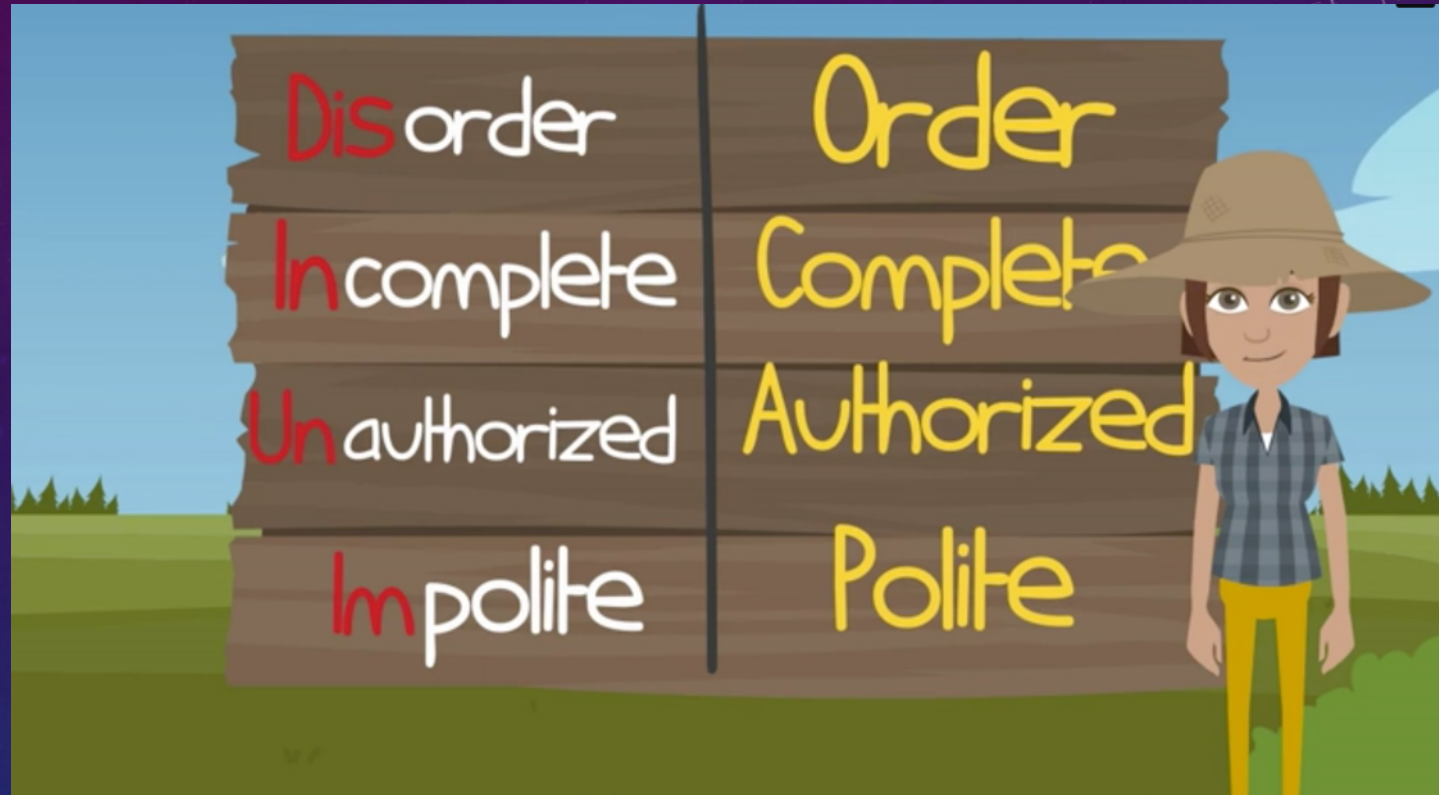 Disorder Order
Incomplete Complete
Unauthorized Authorized
Impolite Polite